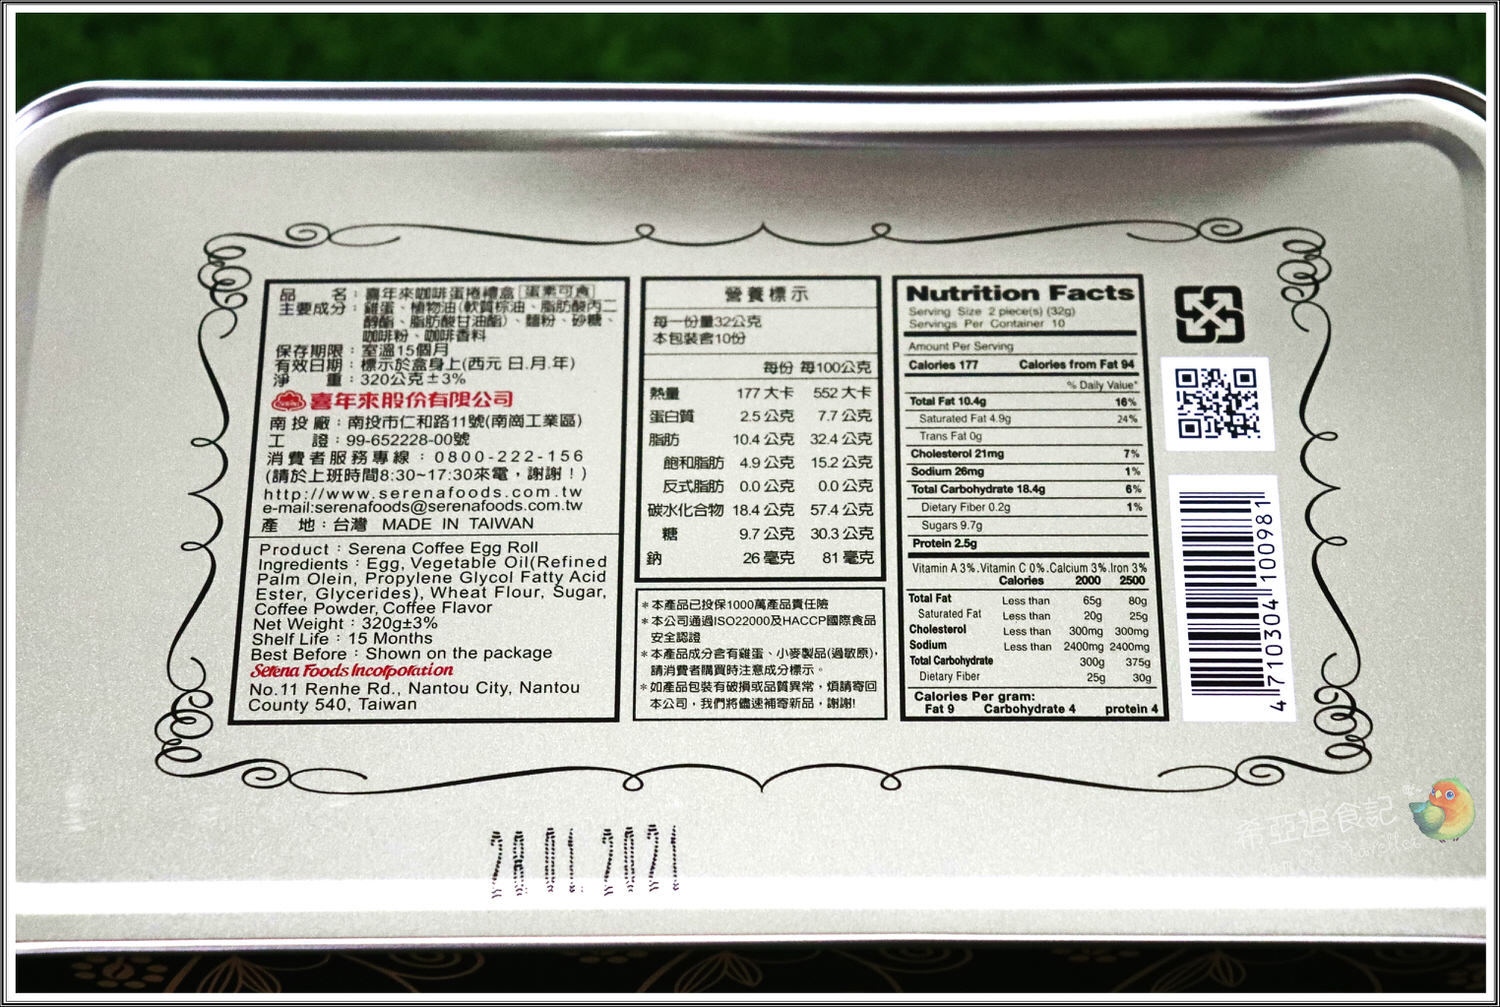 品 名：喜年來咖啡蛋捲禮盒 蛋素可食
主要成分：雞蛋、植物油(軟質棕油、脂肪酸丙二
醇酯、脂肪酸甘油酯)、麵粉、砂糖、
咖啡粉、咖啡香料
保存期限：室溫15個月
有效日期：標示於盒身上(西元 日.月.年)
淨 重：320公克±3%
喜年來股份有限公司
南投廠：南投市仁和路11號(南崗工業區)
工 證：99-652228-00號
消費者服務專線：0800-222-156
(請於上班時間8:30~17:30來電，謝謝！)
http://www.serenafoods.com.tw
e-mail:serenafoods@serenafoods.com.tw
產 地：台灣 MADE IN TAIWAN
Product：Serena Coffee Egg Roll
Ingredients：Egg, Vegetable Oil(Refined
Palm Olein, Propylene Glycol Fatty Acid
Ester, Glycerides), Wheat Flour, Sugar,
Coffee Powder, Coffee Flavor
Net Weight：320g±3%
Shelf Life：15 Months
Best Before：Shown on the package
Serena Foods Incorporation
No.11 Renhe Rd., Nantou City, Nantou
County 540, Taiwan
營養標示
每一份量32公克
本包裝含10份
每份 每100公克
熱量 177 大卡 552 大卡
蛋白質 2.5 公克 7.7 公克
脂肪 10.4 公克 32.4 公克
飽和脂肪 4.9 公克 15.2 公克
反式脂肪 0.0 公克 0.0 公克
碳水化合物 18.4 公克 57.4 公克
糖 9.7 公克 30.3 公克
鈉 26 毫克 81 毫克
＊本產品已投保1000萬產品責任險
＊本公司通過ISO22000及HACCP國際食品
安全認證
＊本產品成分含有雞蛋、小麥製品(過敏原),
請消費者購買時注意成分標示。
＊如產品包裝有破損或品質異常，煩請寄回
本公司，我們將儘速補寄新品，謝謝!
Nutrition Facts
Serving Size 2 piece(s) (32g)
Servings Per Container 10
Amount Per Serving
Calories 177 Calories from Fat 94
% Daily Value*
Total Fat 10.4g 16%
Saturated Fat 4.9g 24%
Trans Fat 0g
Cholesterol 21mg 7%
Sodium 26mg 1%
Total Carbohydrate 18.4g 6%
Dietary Fiber 0.2g 1%
Sugars 9.7g
Protein 2.5g
Vitamin A 3%.Vitamin C 0%.Calcium 3%.Iron 3%
Calories 2000 2500
Total Fat Less than 65g 80g
Saturated Fat Less than 20g 25g
Cholesterol Less than 300mg 300mg
Sodium Less than 2400mg 2400mg
Total Carbohydrate 300g 375g
Dietary Fiber 25g 30g
Calories Per gram:
Fat 9 Carbohydrate 4 protein 4
4 710304 100981
28 01 2021
希亞追食記